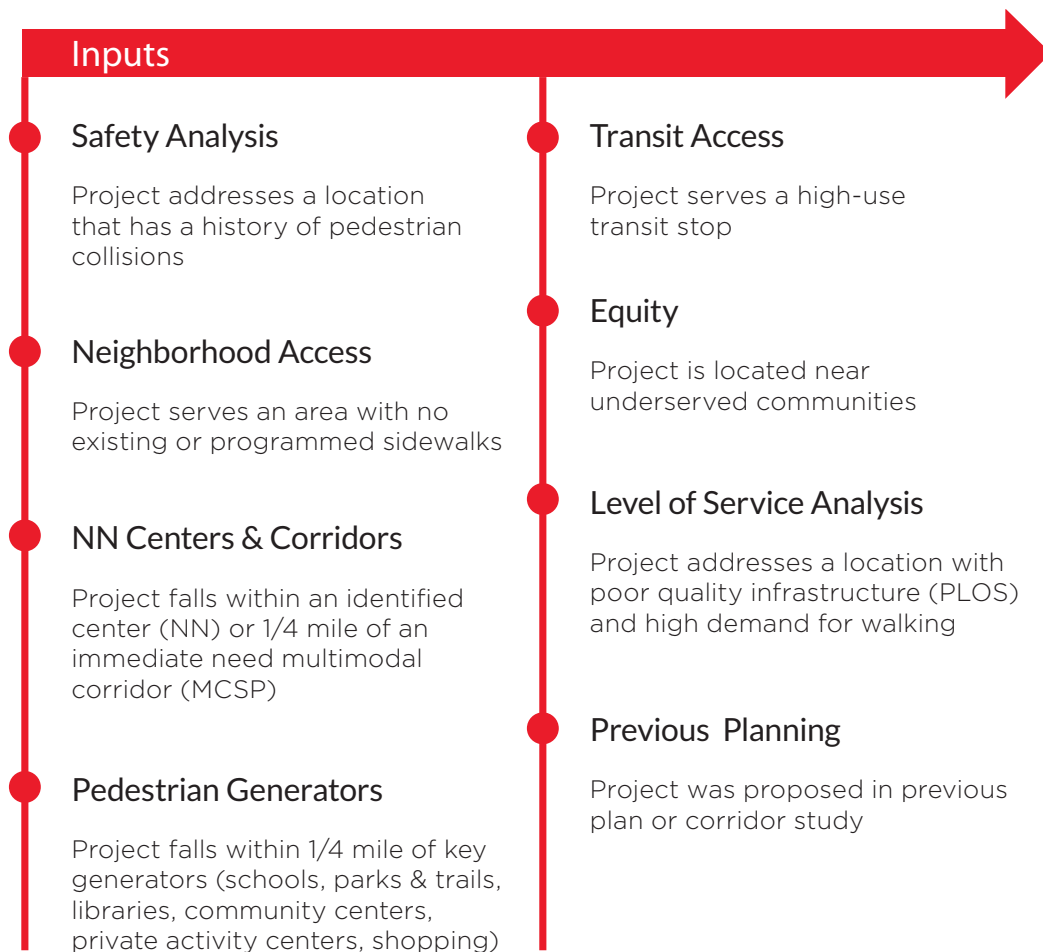 Inputs
Safety Analysis
Project addresses a location
that has a history of pedestrian
collisions
Neighborhood Access
Project serves an area with no
existing or programmed sidewalks
NN Centers & Corridors
Project falls within an identified
center (NN) or 1/4 mile of an
immediate need multimodal
corridor (MCSP)
Pedestrian Generators
Project falls within 1/4 mile of key
generators (schools, parks & trails,
libraries, community centers,
private activity centers, shopping)
Transit Access
Project serves a high-use
transit stop
Equity
Project is located near
underserved communities
Level of Service Analysis
Project addresses a location with
poor quality infrastructure (PLOS)
and high demand for walking
Previous Planning
Project was proposed in previous
plan or corridor study